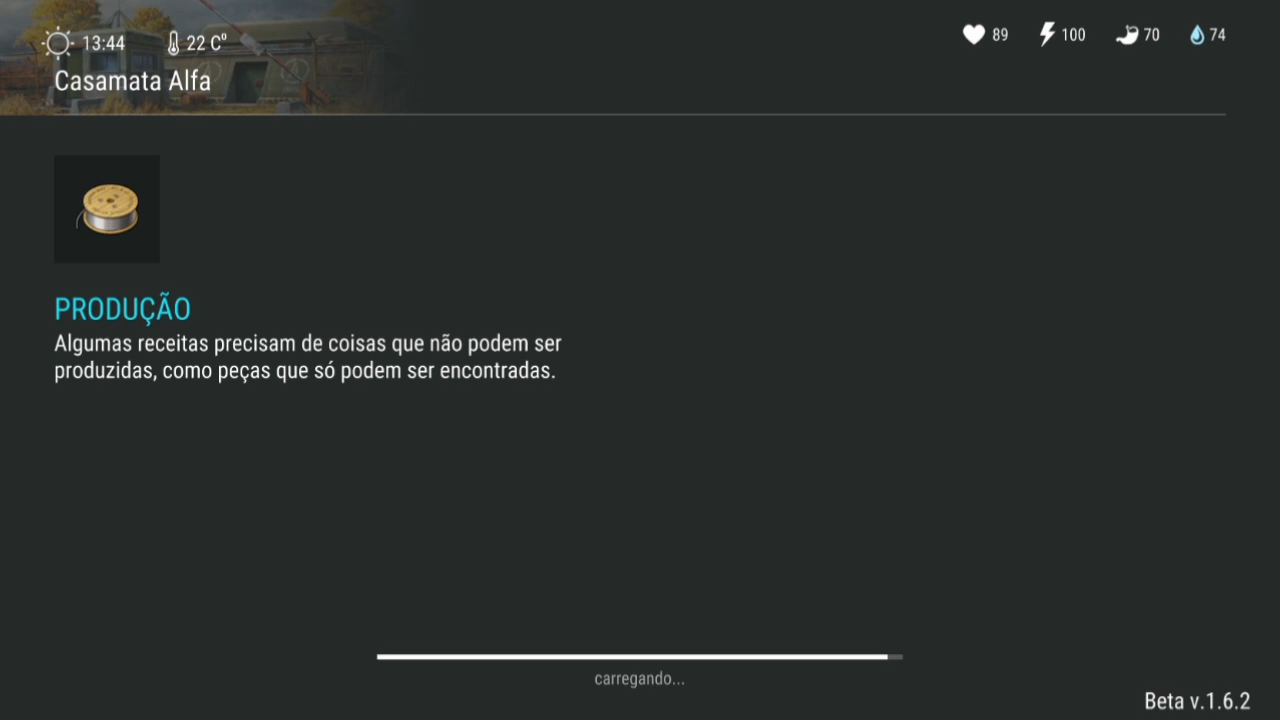 13:44 22 Cº
89 100 70 74
Casamata Alfa
PRODUÇÃO
Algumas receitas precisam de coisas que não podem ser
produzidas, como peças que só podem ser encontradas.
carregando...
Beta v.1.6.2